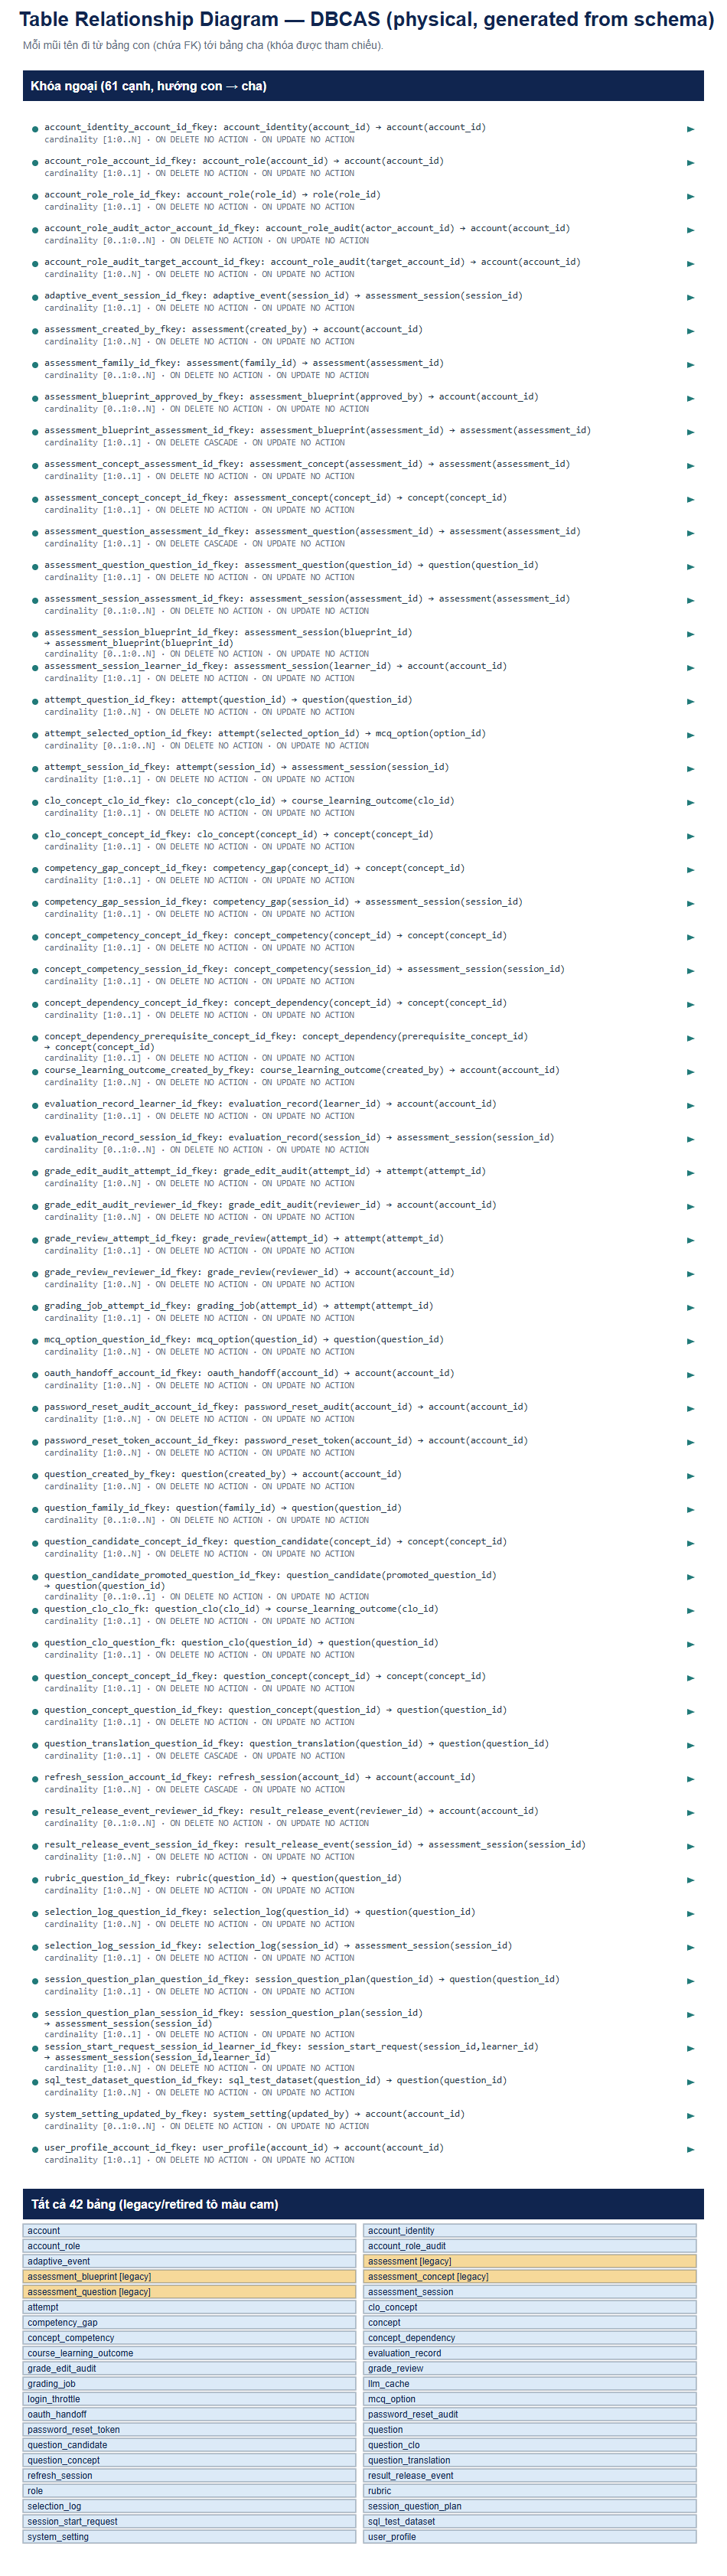 Table Relationship Diagram — DBCAS (physical, generated from schema)
Mỗi mũi tên đi từ bảng con (chứa FK) tới bảng cha (khóa được tham chiếu).
Khóa ngoại (61 cạnh, hướng con → cha)
account_identity_account_id_fkey: account_identity(account_id) → account(account_id)
cardinality [1:0..N] · ON DELETE NO ACTION · ON UPDATE NO ACTION
account_role_account_id_fkey: account_role(account_id) → account(account_id)
cardinality [1:0..1] · ON DELETE NO ACTION · ON UPDATE NO ACTION
account_role_role_id_fkey: account_role(role_id) → role(role_id)
cardinality [1:0..1] · ON DELETE NO ACTION · ON UPDATE NO ACTION
account_role_audit_actor_account_id_fkey: account_role_audit(actor_account_id) → account(account_id)
cardinality [0..1:0..N] · ON DELETE NO ACTION · ON UPDATE NO ACTION
account_role_audit_target_account_id_fkey: account_role_audit(target_account_id) → account(account_id)
cardinality [1:0..N] · ON DELETE NO ACTION · ON UPDATE NO ACTION
adaptive_event_session_id_fkey: adaptive_event(session_id) → assessment_session(session_id)
cardinality [1:0..1] · ON DELETE NO ACTION · ON UPDATE NO ACTION
assessment_created_by_fkey: assessment(created_by) → account(account_id)
cardinality [1:0..N] · ON DELETE NO ACTION · ON UPDATE NO ACTION
assessment_family_id_fkey: assessment(family_id) → assessment(assessment_id)
cardinality [0..1:0..N] · ON DELETE NO ACTION · ON UPDATE NO ACTION
assessment_blueprint_approved_by_fkey: assessment_blueprint(approved_by) → account(account_id)
cardinality [0..1:0..N] · ON DELETE NO ACTION · ON UPDATE NO ACTION
assessment_blueprint_assessment_id_fkey: assessment_blueprint(assessment_id) → assessment(assessment_id)
cardinality [1:0..1] · ON DELETE CASCADE · ON UPDATE NO ACTION
assessment_concept_assessment_id_fkey: assessment_concept(assessment_id) → assessment(assessment_id)
cardinality [1:0..1] · ON DELETE NO ACTION · ON UPDATE NO ACTION
assessment_concept_concept_id_fkey: assessment_concept(concept_id) → concept(concept_id)
cardinality [1:0..1] · ON DELETE NO ACTION · ON UPDATE NO ACTION
assessment_question_assessment_id_fkey: assessment_question(assessment_id) → assessment(assessment_id)
cardinality [1:0..1] · ON DELETE CASCADE · ON UPDATE NO ACTION
assessment_question_question_id_fkey: assessment_question(question_id) → question(question_id)
cardinality [1:0..1] · ON DELETE NO ACTION · ON UPDATE NO ACTION
assessment_session_assessment_id_fkey: assessment_session(assessment_id) → assessment(assessment_id)
cardinality [0..1:0..N] · ON DELETE NO ACTION · ON UPDATE NO ACTION
assessment_session_blueprint_id_fkey: assessment_session(blueprint_id)
→ assessment_blueprint(blueprint_id)
cardinality [0..1:0..N] · ON DELETE NO ACTION · ON UPDATE NO ACTION
assessment_session_learner_id_fkey: assessment_session(learner_id) → account(account_id)
cardinality [1:0..1] · ON DELETE NO ACTION · ON UPDATE NO ACTION
attempt_question_id_fkey: attempt(question_id) → question(question_id)
cardinality [1:0..N] · ON DELETE NO ACTION · ON UPDATE NO ACTION
attempt_selected_option_id_fkey: attempt(selected_option_id) → mcq_option(option_id)
cardinality [0..1:0..N] · ON DELETE NO ACTION · ON UPDATE NO ACTION
attempt_session_id_fkey: attempt(session_id) → assessment_session(session_id)
cardinality [1:0..1] · ON DELETE NO ACTION · ON UPDATE NO ACTION
clo_concept_clo_id_fkey: clo_concept(clo_id) → course_learning_outcome(clo_id)
cardinality [1:0..1] · ON DELETE NO ACTION · ON UPDATE NO ACTION
clo_concept_concept_id_fkey: clo_concept(concept_id) → concept(concept_id)
cardinality [1:0..1] · ON DELETE NO ACTION · ON UPDATE NO ACTION
competency_gap_concept_id_fkey: competency_gap(concept_id) → concept(concept_id)
cardinality [1:0..1] · ON DELETE NO ACTION · ON UPDATE NO ACTION
competency_gap_session_id_fkey: competency_gap(session_id) → assessment_session(session_id)
cardinality [1:0..1] · ON DELETE NO ACTION · ON UPDATE NO ACTION
concept_competency_concept_id_fkey: concept_competency(concept_id) → concept(concept_id)
cardinality [1:0..1] · ON DELETE NO ACTION · ON UPDATE NO ACTION
concept_competency_session_id_fkey: concept_competency(session_id) → assessment_session(session_id)
cardinality [1:0..1] · ON DELETE NO ACTION · ON UPDATE NO ACTION
concept_dependency_concept_id_fkey: concept_dependency(concept_id) → concept(concept_id)
cardinality [1:0..1] · ON DELETE NO ACTION · ON UPDATE NO ACTION
concept_dependency_prerequisite_concept_id_fkey: concept_dependency(prerequisite_concept_id)
→ concept(concept_id)
cardinality [1:0..1] · ON DELETE NO ACTION · ON UPDATE NO ACTION
course_learning_outcome_created_by_fkey: course_learning_outcome(created_by) → account(account_id)
cardinality [1:0..N] · ON DELETE NO ACTION · ON UPDATE NO ACTION
evaluation_record_learner_id_fkey: evaluation_record(learner_id) → account(account_id)
cardinality [1:0..1] · ON DELETE NO ACTION · ON UPDATE NO ACTION
evaluation_record_session_id_fkey: evaluation_record(session_id) → assessment_session(session_id)
cardinality [0..1:0..N] · ON DELETE NO ACTION · ON UPDATE NO ACTION
grade_edit_audit_attempt_id_fkey: grade_edit_audit(attempt_id) → attempt(attempt_id)
cardinality [1:0..N] · ON DELETE NO ACTION · ON UPDATE NO ACTION
grade_edit_audit_reviewer_id_fkey: grade_edit_audit(reviewer_id) → account(account_id)
cardinality [1:0..N] · ON DELETE NO ACTION · ON UPDATE NO ACTION
grade_review_attempt_id_fkey: grade_review(attempt_id) → attempt(attempt_id)
cardinality [1:0..1] · ON DELETE NO ACTION · ON UPDATE NO ACTION
grade_review_reviewer_id_fkey: grade_review(reviewer_id) → account(account_id)
cardinality [1:0..N] · ON DELETE NO ACTION · ON UPDATE NO ACTION
grading_job_attempt_id_fkey: grading_job(attempt_id) → attempt(attempt_id)
cardinality [1:0..1] · ON DELETE NO ACTION · ON UPDATE NO ACTION
mcq_option_question_id_fkey: mcq_option(question_id) → question(question_id)
cardinality [1:0..N] · ON DELETE NO ACTION · ON UPDATE NO ACTION
oauth_handoff_account_id_fkey: oauth_handoff(account_id) → account(account_id)
cardinality [1:0..N] · ON DELETE NO ACTION · ON UPDATE NO ACTION
password_reset_audit_account_id_fkey: password_reset_audit(account_id) → account(account_id)
cardinality [1:0..N] · ON DELETE NO ACTION · ON UPDATE NO ACTION
password_reset_token_account_id_fkey: password_reset_token(account_id) → account(account_id)
cardinality [1:0..N] · ON DELETE NO ACTION · ON UPDATE NO ACTION
question_created_by_fkey: question(created_by) → account(account_id)
cardinality [1:0..N] · ON DELETE NO ACTION · ON UPDATE NO ACTION
question_family_id_fkey: question(family_id) → question(question_id)
cardinality [0..1:0..N] · ON DELETE NO ACTION · ON UPDATE NO ACTION
question_candidate_concept_id_fkey: question_candidate(concept_id) → concept(concept_id)
cardinality [1:0..N] · ON DELETE NO ACTION · ON UPDATE NO ACTION
question_candidate_promoted_question_id_fkey: question_candidate(promoted_question_id)
→ question(question_id)
cardinality [0..1:0..1] · ON DELETE NO ACTION · ON UPDATE NO ACTION
question_clo_clo_fk: question_clo(clo_id) → course_learning_outcome(clo_id)
cardinality [1:0..1] · ON DELETE NO ACTION · ON UPDATE NO ACTION
question_clo_question_fk: question_clo(question_id) → question(question_id)
cardinality [1:0..1] · ON DELETE NO ACTION · ON UPDATE NO ACTION
question_concept_concept_id_fkey: question_concept(concept_id) → concept(concept_id)
cardinality [1:0..1] · ON DELETE NO ACTION · ON UPDATE NO ACTION
question_concept_question_id_fkey: question_concept(question_id) → question(question_id)
cardinality [1:0..1] · ON DELETE NO ACTION · ON UPDATE NO ACTION
question_translation_question_id_fkey: question_translation(question_id) → question(question_id)
cardinality [1:0..1] · ON DELETE CASCADE · ON UPDATE NO ACTION
refresh_session_account_id_fkey: refresh_session(account_id) → account(account_id)
cardinality [1:0..N] · ON DELETE CASCADE · ON UPDATE NO ACTION
result_release_event_reviewer_id_fkey: result_release_event(reviewer_id) → account(account_id)
cardinality [0..1:0..N] · ON DELETE NO ACTION · ON UPDATE NO ACTION
result_release_event_session_id_fkey: result_release_event(session_id) → assessment_session(session_id)
cardinality [1:0..N] · ON DELETE NO ACTION · ON UPDATE NO ACTION
rubric_question_id_fkey: rubric(question_id) → question(question_id)
cardinality [1:0..N] · ON DELETE NO ACTION · ON UPDATE NO ACTION
selection_log_question_id_fkey: selection_log(question_id) → question(question_id)
cardinality [1:0..N] · ON DELETE NO ACTION · ON UPDATE NO ACTION
selection_log_session_id_fkey: selection_log(session_id) → assessment_session(session_id)
cardinality [1:0..1] · ON DELETE NO ACTION · ON UPDATE NO ACTION
session_question_plan_question_id_fkey: session_question_plan(question_id) → question(question_id)
cardinality [1:0..1] · ON DELETE NO ACTION · ON UPDATE NO ACTION
session_question_plan_session_id_fkey: session_question_plan(session_id)
→ assessment_session(session_id)
cardinality [1:0..1] · ON DELETE NO ACTION · ON UPDATE NO ACTION
session_start_request_session_id_learner_id_fkey: session_start_request(session_id,learner_id)
→ assessment_session(session_id,learner_id)
cardinality [1:0..N] · ON DELETE NO ACTION · ON UPDATE NO ACTION
sql_test_dataset_question_id_fkey: sql_test_dataset(question_id) → question(question_id)
cardinality [1:0..N] · ON DELETE NO ACTION · ON UPDATE NO ACTION
system_setting_updated_by_fkey: system_setting(updated_by) → account(account_id)
cardinality [0..1:0..N] · ON DELETE NO ACTION · ON UPDATE NO ACTION
user_profile_account_id_fkey: user_profile(account_id) → account(account_id)
cardinality [1:0..1] · ON DELETE NO ACTION · ON UPDATE NO ACTION
Tất cả 42 bảng (legacy/retired tô màu cam)
account
account_identity
account_role
account_role_audit
adaptive_event
assessment [legacy]
assessment_blueprint [legacy]
assessment_concept [legacy]
assessment_question [legacy]
assessment_session
attempt
clo_concept
competency_gap
concept
concept_competency
concept_dependency
course_learning_outcome
evaluation_record
grade_edit_audit
grade_review
grading_job
llm_cache
login_throttle
mcq_option
oauth_handoff
password_reset_audit
password_reset_token
question
question_candidate
question_clo
question_concept
question_translation
refresh_session
result_release_event
role
rubric
selection_log
session_question_plan
session_start_request
sql_test_dataset
system_setting
user_profile